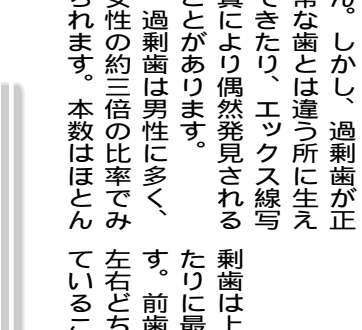 ん。しかし、過剰歯が正
常な歯とは違う所に生え
てきたり、エックス線写
真により偶然発見される
ことがあります。
過剰歯は男性に多く、
女性の約三倍の比率でみ
られます。本数はほとん
剰歯は上
たりに最
す。前歯
左右どち
ているこ